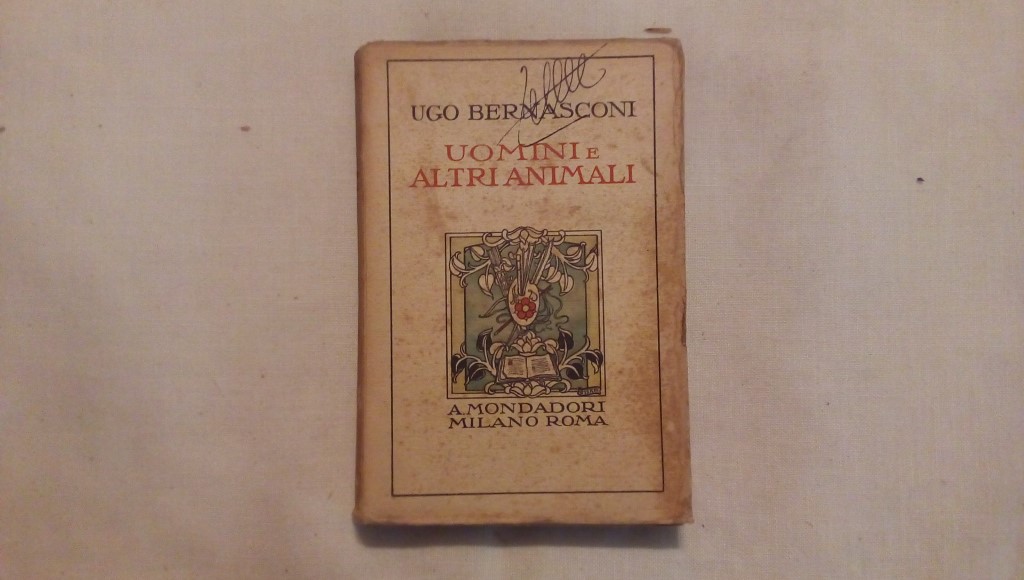 UGO BERNASCONI
UOMINI E
ALTRI ANIMALI
A. MONDADORI
MILANO ROMA